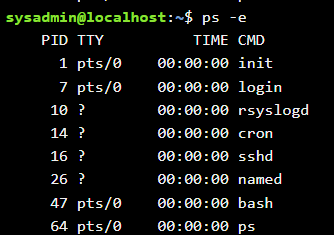 sysadmin@localhost:~$ ps -e
PID TTY TIME CMD
1 pts/0 00:00:00 init
7 pts/0 00:00:00 login
10 ? 00:00:00 rsyslogd
14 ? 00:00:00 cron
16 ? 00:00:00 sshd
26 ? 00:00:00 named
47 pts/0 00:00:00 bash
64 pts/0 00:00:00 ps